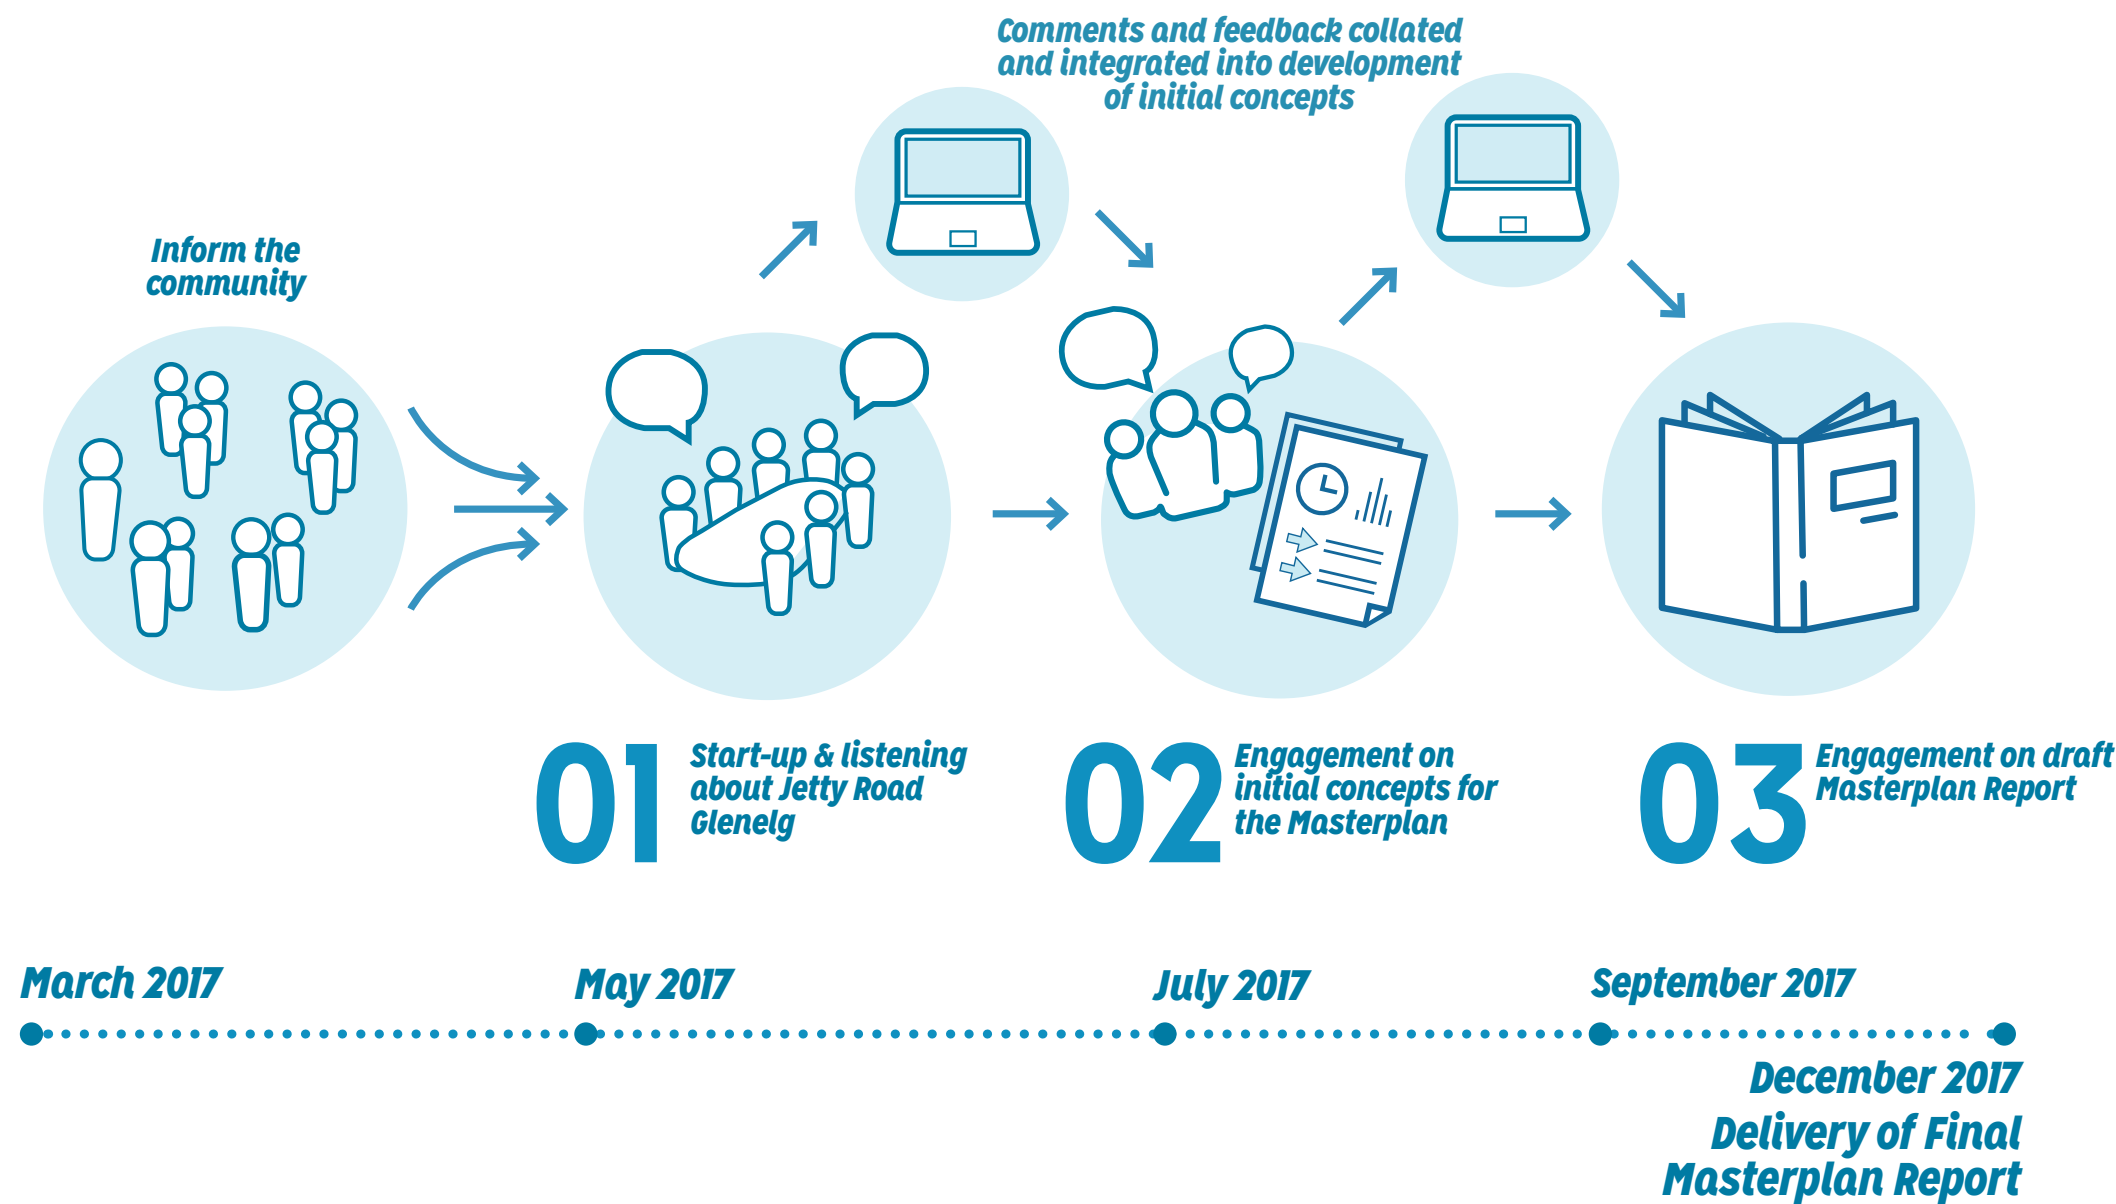 Comments and feedback collated
and integrated into development
of initial concepts
Inform the
community
01
Start-up & listening
about Jetty Road
Glenelg
02
Engagement on
initial concepts for
the Masterplan
03
Engagement on draft
Masterplan Report
March 2017
May 2017
July 2017
September 2017
December 2017
Delivery of Final
Masterplan Report